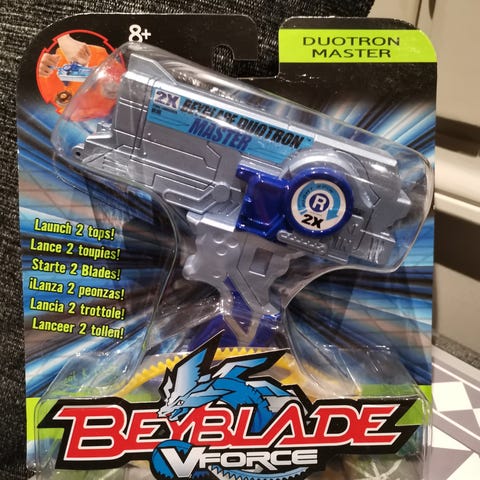 8+
DUOTRON
MASTER
2X BEYBLADE DUOTRON
MASTER
R
2X
Launch 2 tops!
Lance 2 toupies!
Starte 2 Blades!
¡Lanza 2 peonzas!
Lancia 2 trottole!
Lanceer 2 tollen!
BEYBLADE
VFORCE